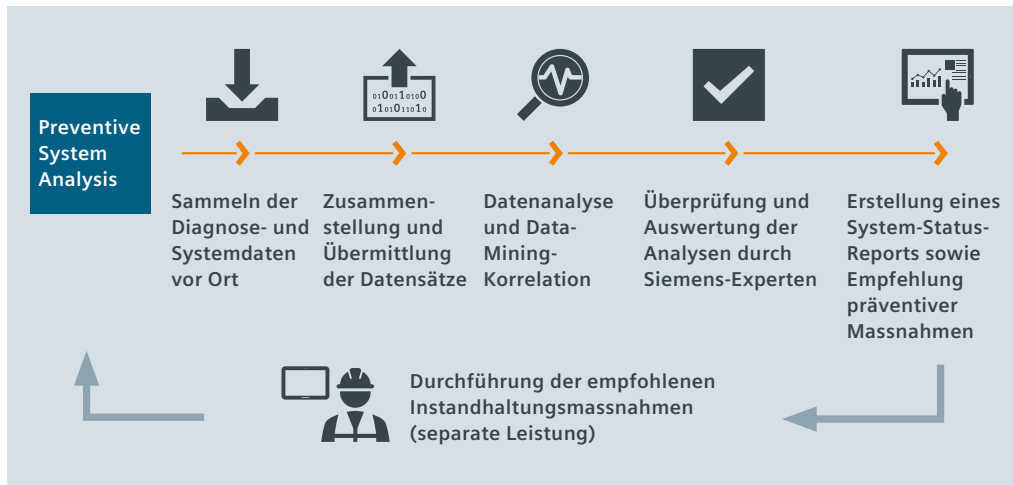 Preventive
System
Analysis
0100110100
0101011010
Sammeln der
Diagnose- und
Systemdaten
vor Ort
Zusammen-
stellung und
Übermittlung
der Datensätze
Datenanalyse
und Data-
Mining-
Korrelation
Überprüfung und
Auswertung der
Analysen durch
Siemens-Experten
Erstellung eines
System-Status-
Reports sowie
Empfehlung
präventiver
Massnahmen
Durchführung der empfohlenen
Instandhaltungsmassnahmen
(separate Leistung)